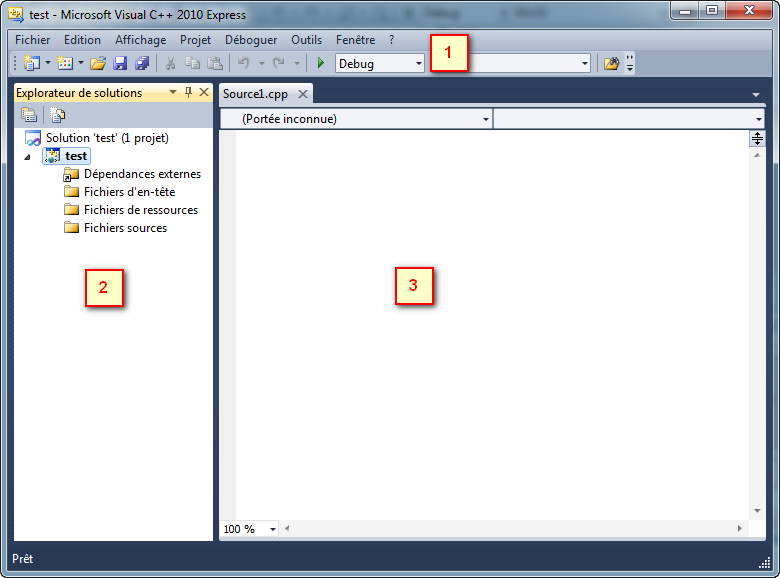 test - Microsoft Visual C++ 2010 Express
Fichier Edition Affichage Projet Déboguer Outils Fenêtre ?
Debug
1
Explorateur de solutions
Source1.cpp
(Portée inconnue)
Solution 'test' (1 projet)
test
Dépendances externes
Fichiers d'en-tête
Fichiers de ressources
Fichiers sources
2
3
100 %
Prêt